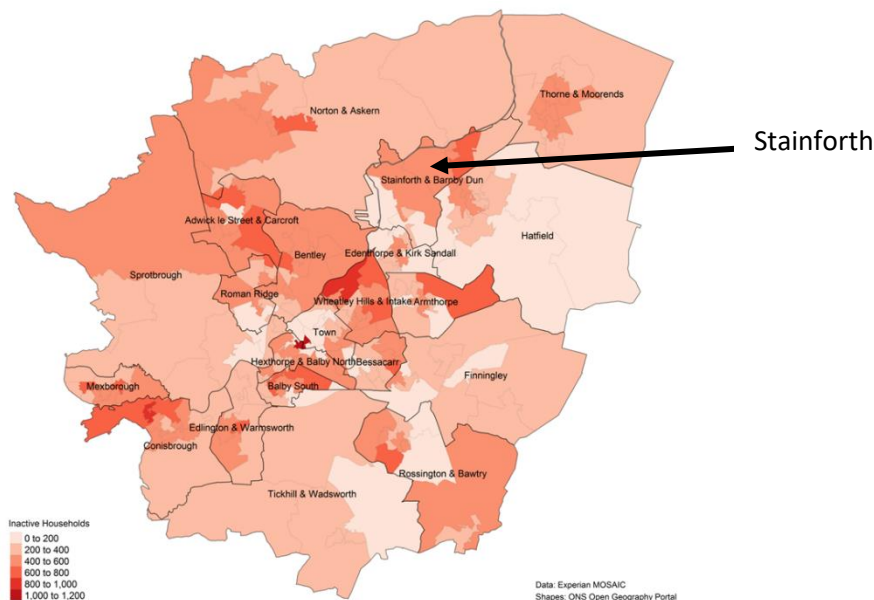 Thorne & Moorends
Norton & Askern
Stainforth
Stainforth & Barnby Dun
Adwick le Street & Carcroft
Hatfield
Bentley
Edenthorpe & Kirk Sandall
Sprotbrough
Roman Ridge
Wheatley Hills & Intake
Armthorpe
Town
Hexthorpe & Balby North
Bessacarr
Finningley
Mexborough
Balby South
Edlington & Warmsworth
Conisbrough
Rossington & Bawtry
Tickhill & Wadsworth
Inactive Households
0 to 200
200 to 400
400 to 600
600 to 800
800 to 1,000
1,000 to 1,200
Data: Experian MOSAIC
Shapes: ONS Open Geography Portal